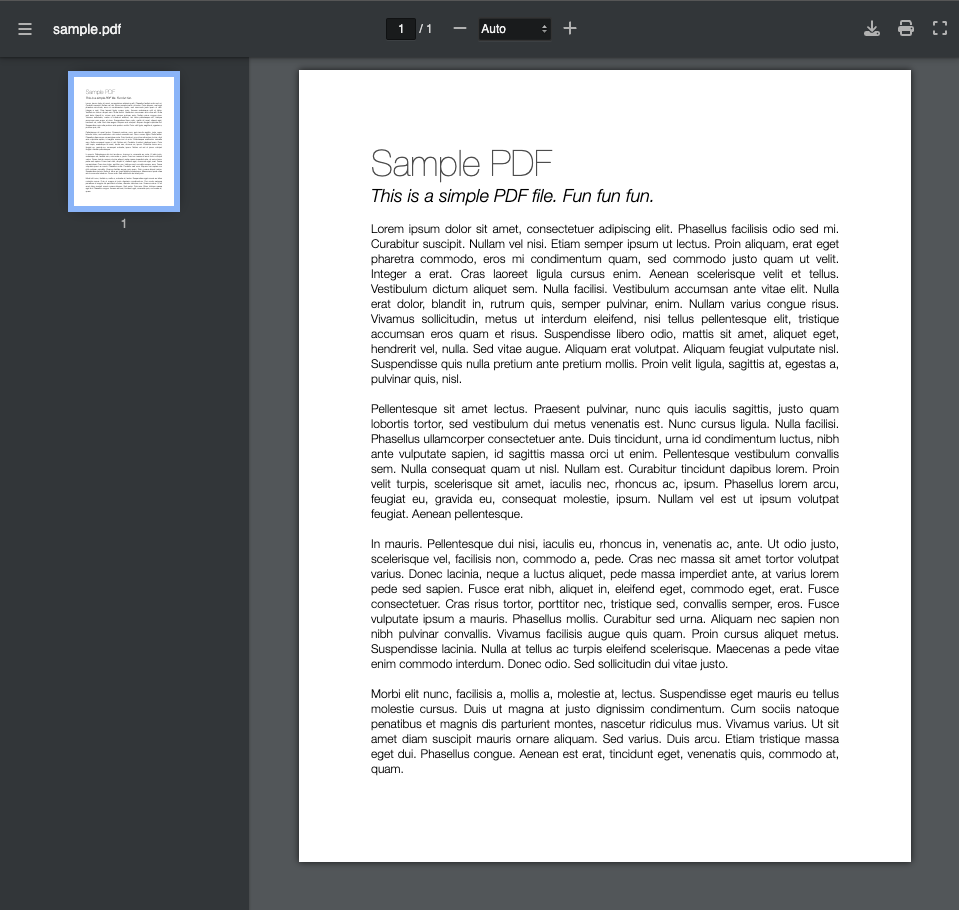 sample.pdf
1 / 1
Auto
1
Sample PDF
This is a simple PDF file. Fun fun fun.
Lorem ipsum dolor sit amet, consectetuer adipiscing elit. Phasellus facilisis odio sed mi.
Curabitur suscipit. Nullam vel nisi. Etiam semper ipsum ut lectus. Proin aliquam, erat eget
pharetra commodo, eros mi condimentum quam, sed commodo justo quam ut velit.
Integer a erat. Cras laoreet ligula cursus enim. Aenean scelerisque velit et tellus.
Vestibulum dictum aliquet sem. Nulla facilisi. Vestibulum accumsan ante vitae elit. Nulla
erat dolor, blandit in, rutrum quis, semper pulvinar, enim. Nullam varius congue risus.
Vivamus sollicitudin, metus ut interdum eleifend, nisi tellus pellentesque elit, tristique
accumsan eros quam et risus. Suspendisse libero odio, mattis sit amet, aliquet eget,
hendrerit vel, nulla. Sed vitae augue. Aliquam erat volutpat. Aliquam feugiat vulputate nisl.
Suspendisse quis nulla pretium ante pretium mollis. Proin velit ligula, sagittis at, egestas a,
pulvinar quis, nisl.
Pellentesque sit amet lectus. Praesent pulvinar, nunc quis iaculis sagittis, justo quam
lobortis tortor, sed vestibulum dui metus venenatis est. Nunc cursus ligula. Nulla facilisi.
Phasellus ullamcorper consectetuer ante. Duis tincidunt, urna id condimentum luctus, nibh
ante vulputate sapien, id sagittis massa orci ut enim. Pellentesque vestibulum convallis
sem. Nulla consequat quam ut nisl. Nullam est. Curabitur tincidunt dapibus lorem. Proin
velit turpis, scelerisque sit amet, iaculis nec, rhoncus ac, ipsum. Phasellus lorem arcu,
feugiat eu, gravida eu, consequat molestie, ipsum. Nullam vel est ut ipsum volutpat
feugiat. Aenean pellentesque.
In mauris. Pellentesque dui nisi, iaculis eu, rhoncus in, venenatis ac, ante. Ut odio justo,
scelerisque vel, facilisis non, commodo a, pede. Cras nec massa sit amet tortor volutpat
varius. Donec lacinia, neque a luctus aliquet, pede massa imperdiet ante, at varius lorem
pede sed sapien. Fusce erat nibh, aliquet in, eleifend eget, commodo eget, erat. Fusce
consectetuer. Cras risus tortor, porttitor nec, tristique sed, convallis semper, eros. Fusce
vulputate ipsum a mauris. Phasellus mollis. Curabitur sed urna. Aliquam nec sapien non
nibh pulvinar convallis. Vivamus facilisis augue quis quam. Proin cursus aliquet metus.
Suspendisse lacinia. Nulla at tellus ac turpis eleifend scelerisque. Maecenas a pede vitae
enim commodo interdum. Donec odio. Sed sollicitudin dui vitae justo.
Morbi elit nunc, facilisis a, mollis a, molestie at, lectus. Suspendisse eget mauris eu tellus
molestie cursus. Duis ut magna at justo dignissim condimentum. Cum sociis natoque
penatibus et magnis dis parturient montes, nascetur ridiculus mus. Vivamus varius. Ut sit
amet diam suscipit mauris ornare aliquam. Sed varius. Duis arcu. Etiam tristique massa
eget dui. Phasellus congue. Aenean est erat, tincidunt eget, venenatis quis, commodo at,
quam.